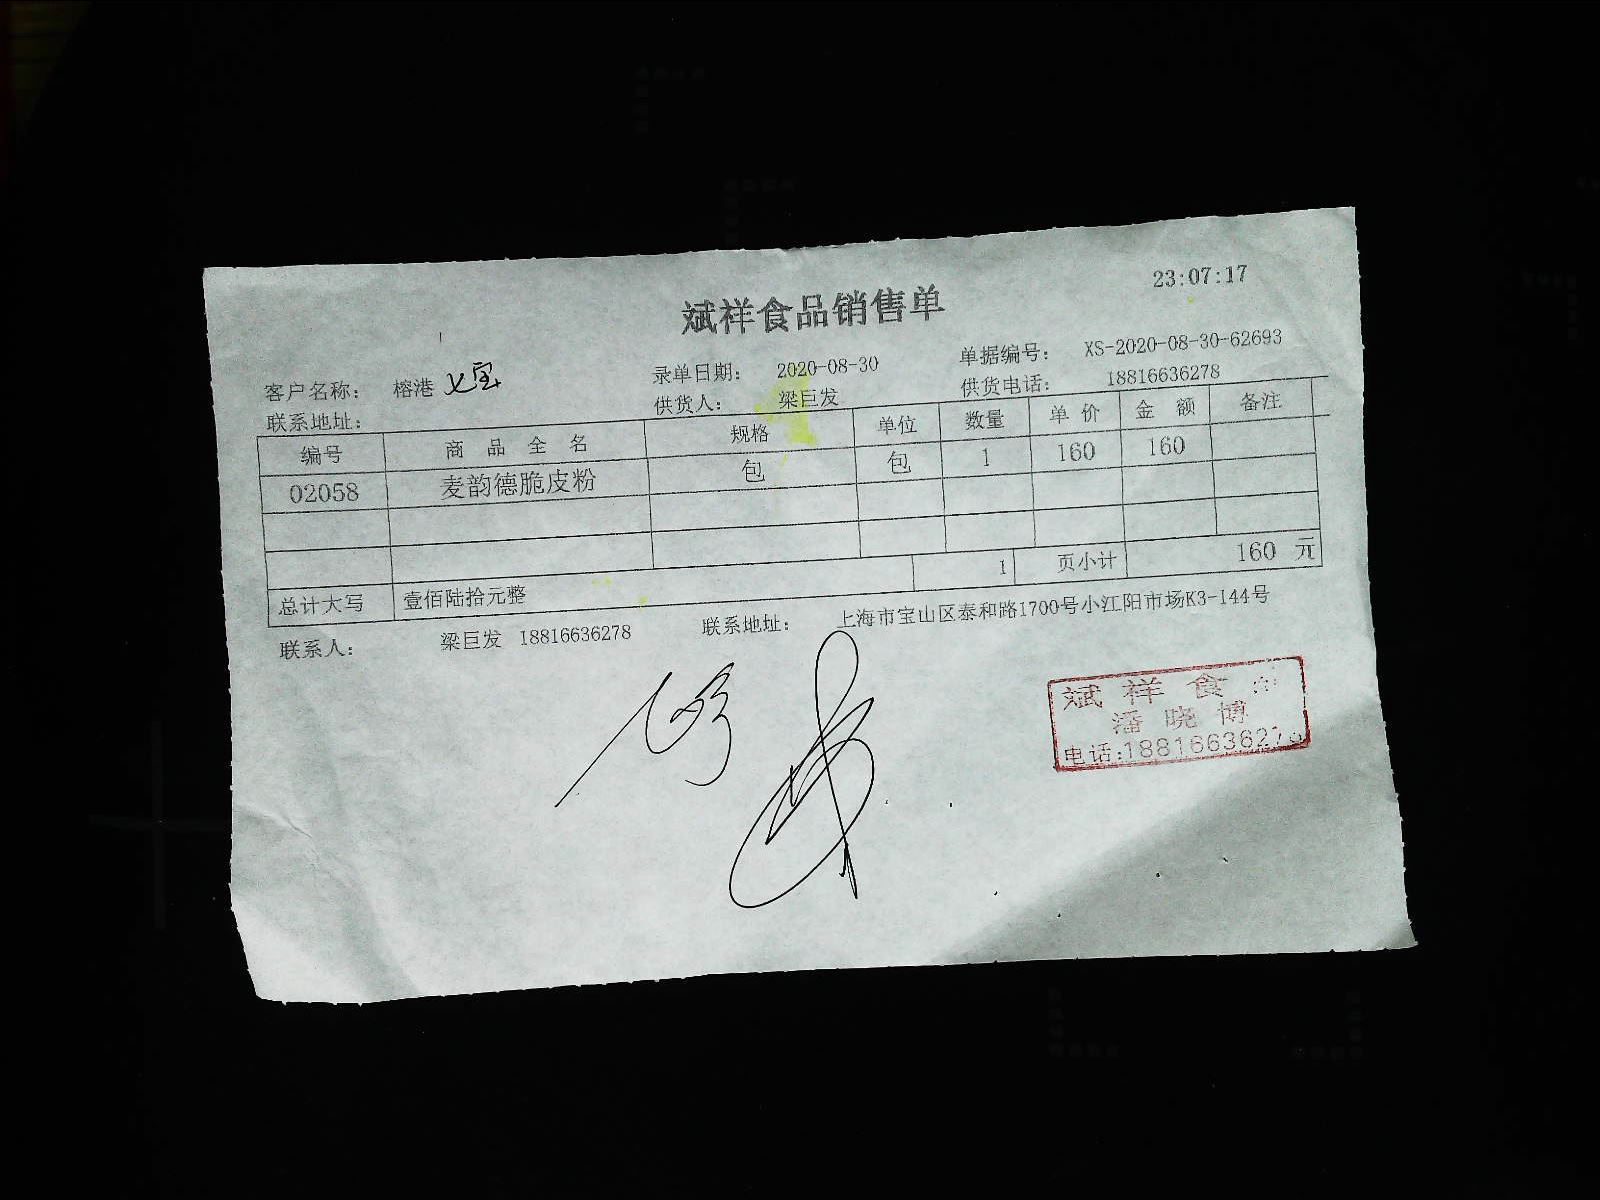 23:07:17
斌祥食品销售单
客户名称： 榕港 七宝 录单日期： 2020-08-30 单据编号： XS-2020-08-30-62693
联系地址： 供货人： 梁巨发 供货电话： 18816636278
编号 商品全名 规格 单位 数量 单价 金额 备注
02058 麦韵德脆皮粉 包 包 1 160 160
1 页小计 160 元
总计大写 壹佰陆拾元整
联系人： 梁巨发 18816636278 联系地址： 上海市宝山区泰和路1700号小江阳市场K3-144号
斌祥食品
潘晓博
电话:18816636278